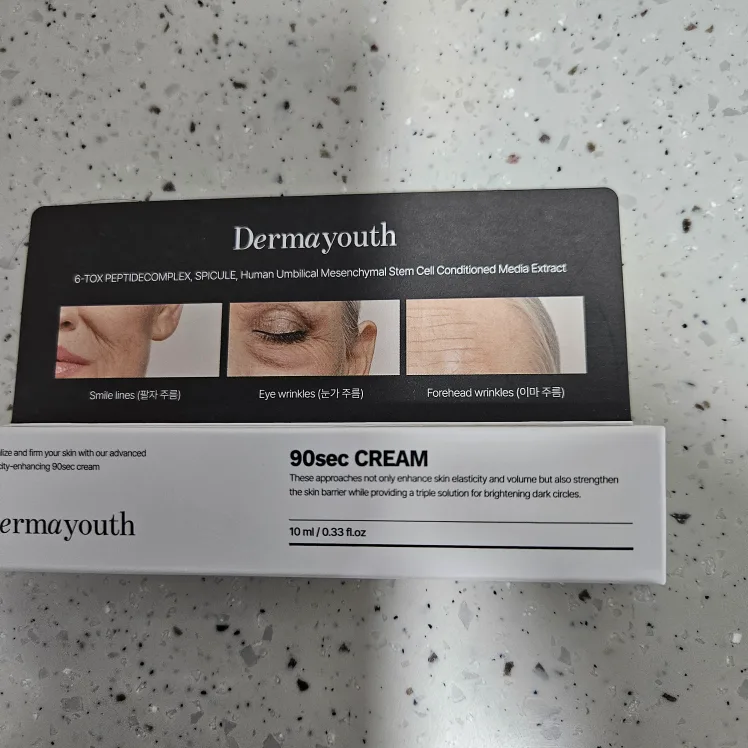 Dermayouth
6-TOX PEPTIDECOMPLEX, SPICULE, Human Umbilical Mesenchymal Stem Cell Conditioned Media Extract
Smile lines (팔자 주름)
Eye wrinkles (눈가 주름)
Forehead wrinkles (이마 주름)
and firm your skin with our advanced
90sec cream
ermayouth
90sec CREAM
These approaches not only enhance skin elasticity and volume but also strengthen
the skin barrier while providing a triple solution for brightening dark circles.
10 ml / 0.33 fl.oz